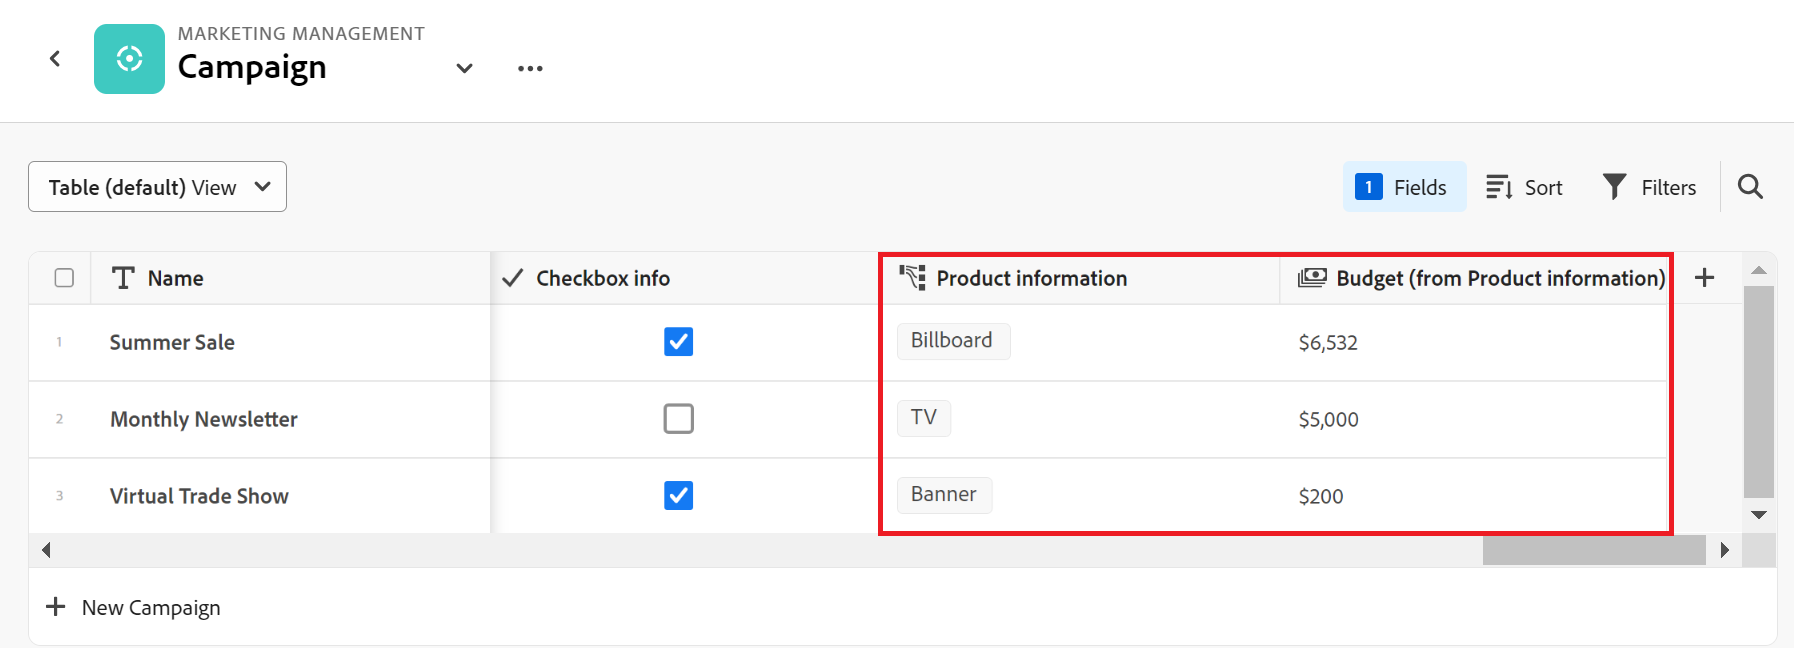 MARKETING MANAGEMENT
Campaign
Table (default) View
1 Fields Sort Filters
Name Checkbox info Product information Budget (from Product information)
1 Summer Sale Billboard $6,532
2 Monthly Newsletter TV $5,000
3 Virtual Trade Show Banner $200
New Campaign